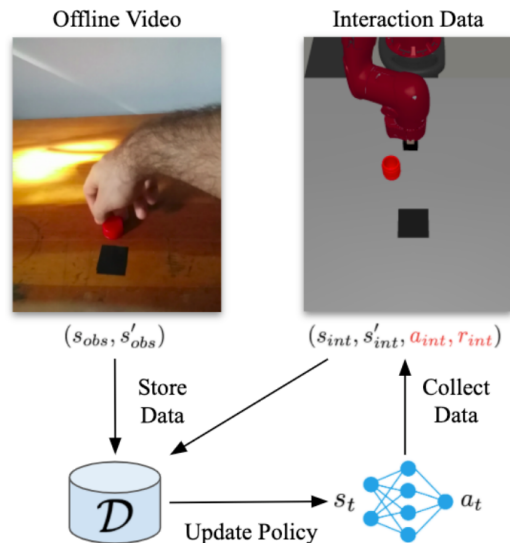 Offline Video
Interaction Data
(s_obs, s'_obs)
(s_int, s'_int, a_int, r_int)
Store
Data
Collect
Data
𝒟
s_t
a_t
Update Policy